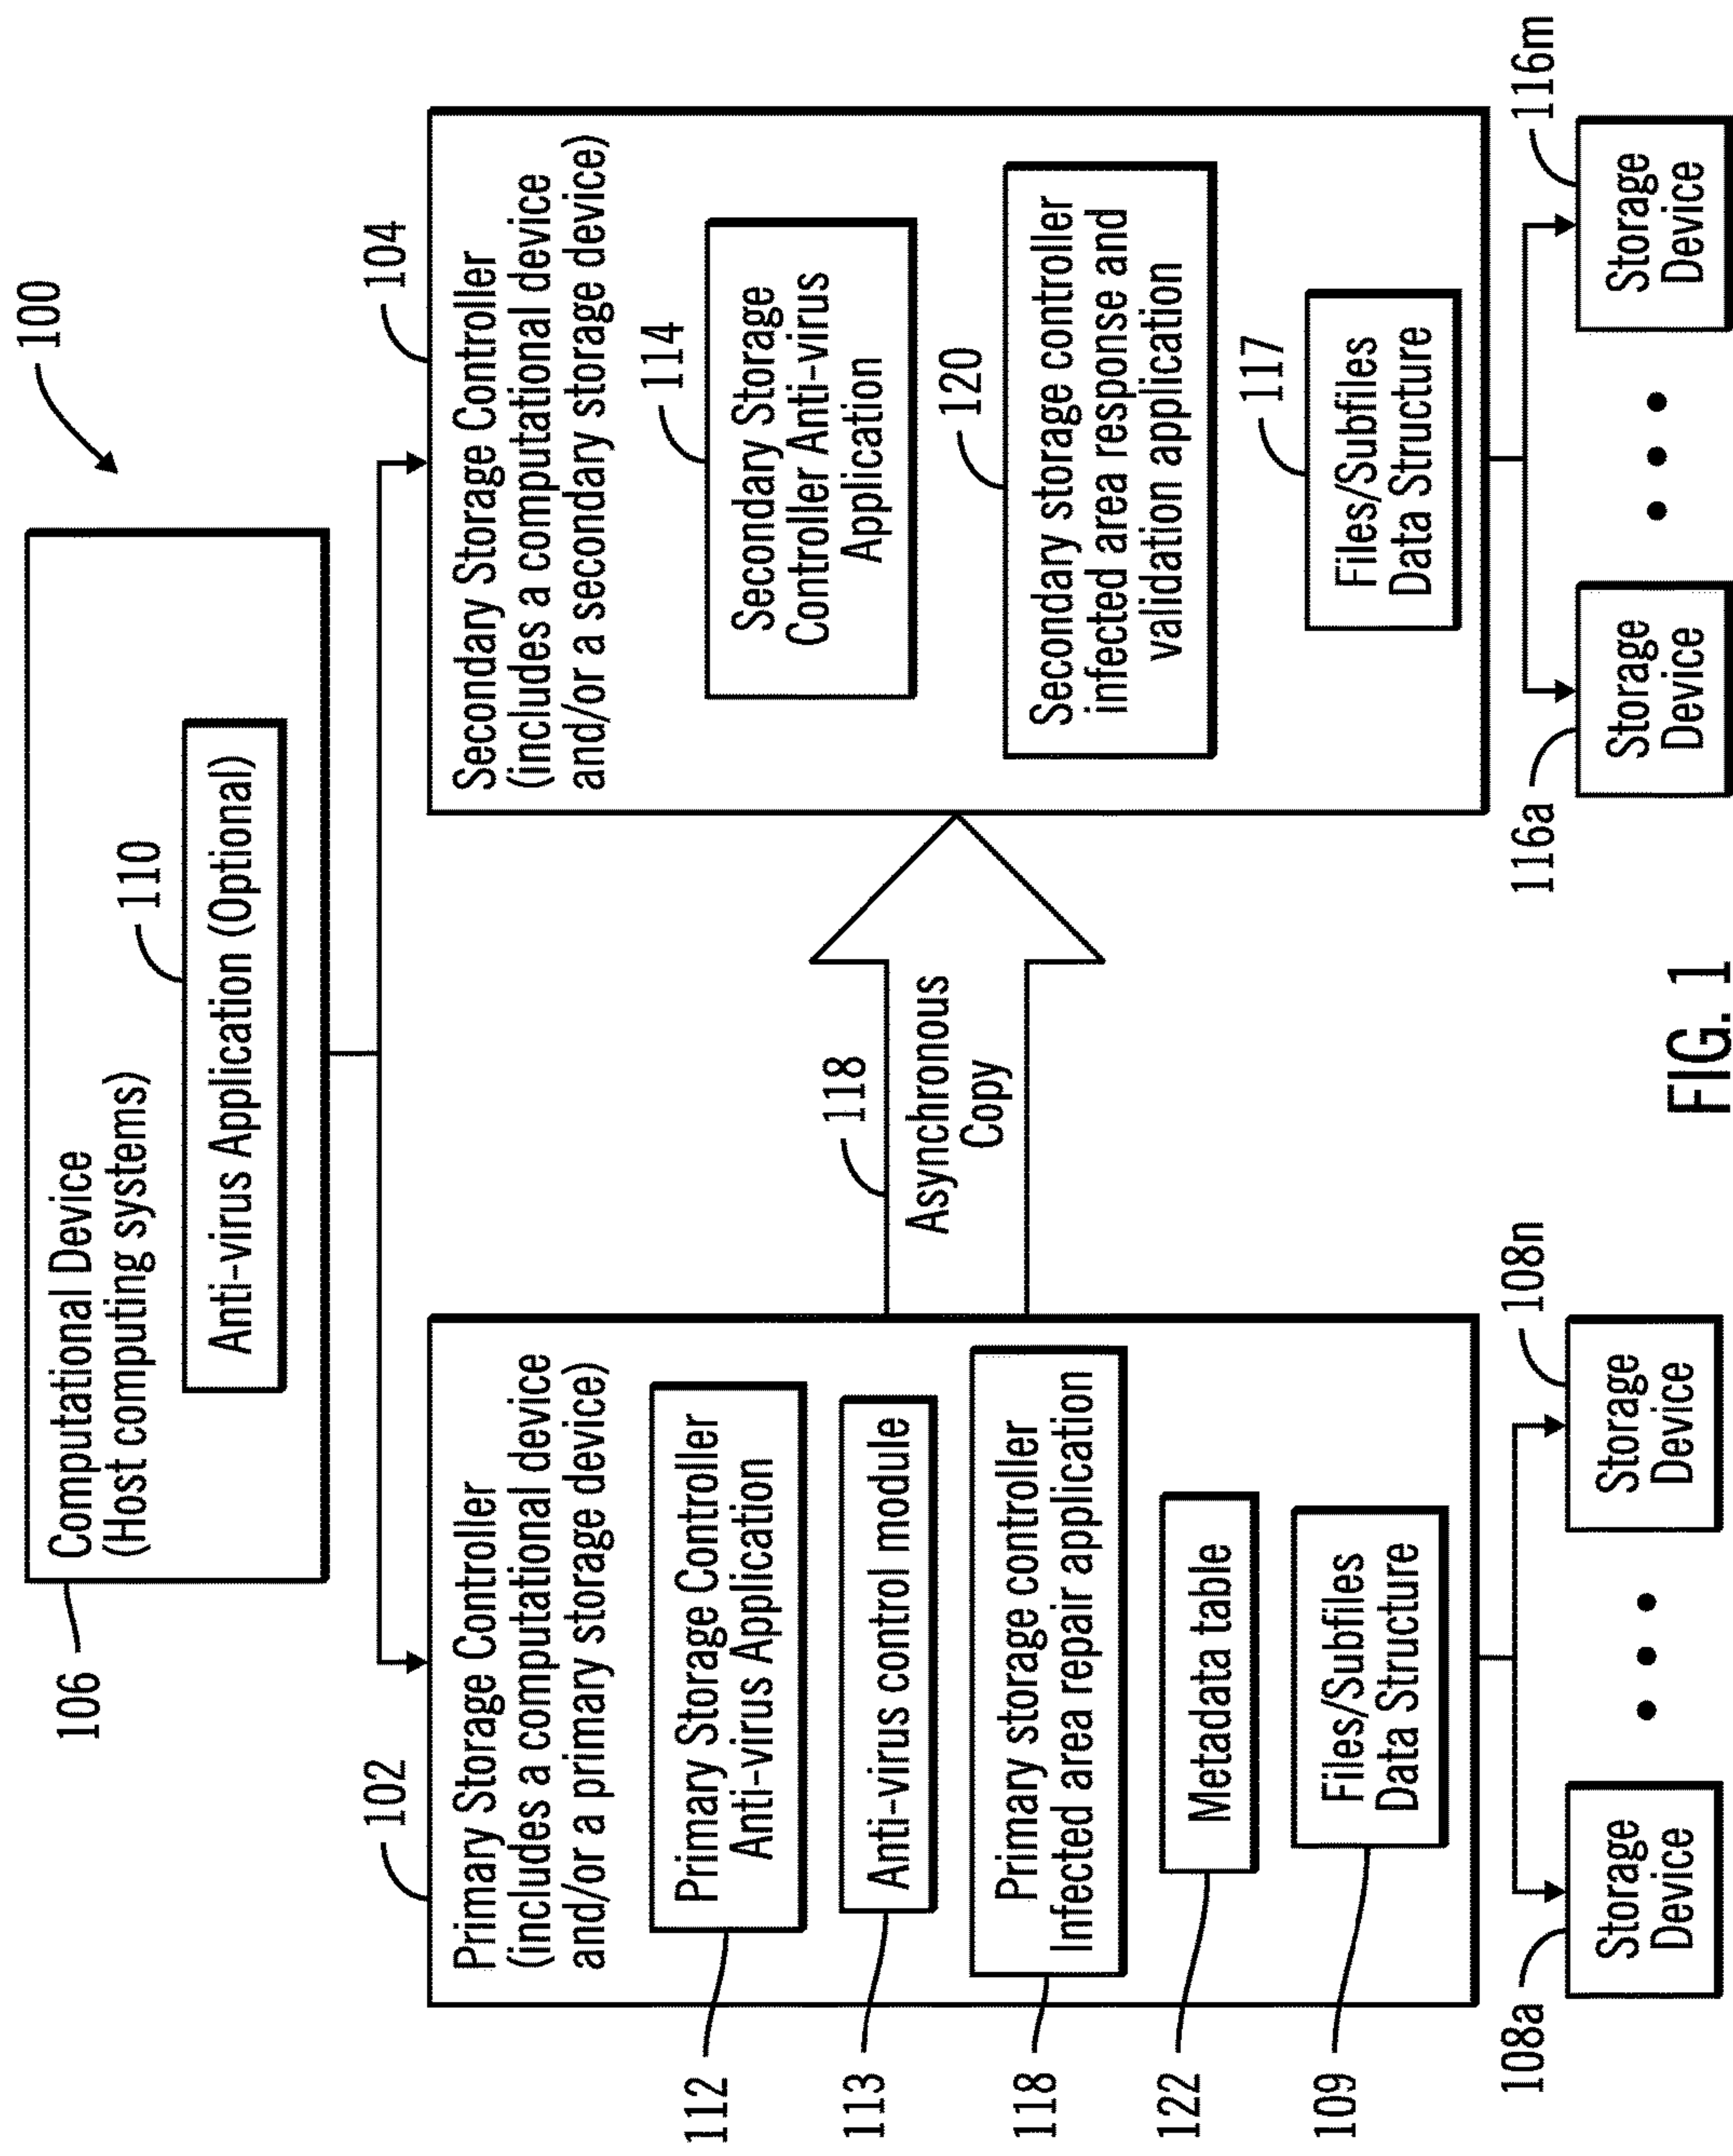 100
106
Computational Device
(Host computing systems)
110
Anti-virus Application (Optional)
102
Primary Storage Controller
(includes a computational device
and/or a primary storage device)
112
Primary Storage Controller
Anti-virus Application
113
Anti-virus control module
118
Primary storage controller
Infected area repair application
122
Metadata table
109
Files/Subfiles
Data Structure
108a
Storage
Device
108n
Storage
Device
118
Asynchronous
Copy
104
Secondary Storage Controller
(includes a computational device
and/or a secondary storage device)
114
Secondary Storage
Controller Anti-virus
Application
120
Secondary storage controller
infected area response and
validation application
117
Files/Subfiles
Data Structure
116a
Storage
Device
116m
Storage
Device
FIG. 1